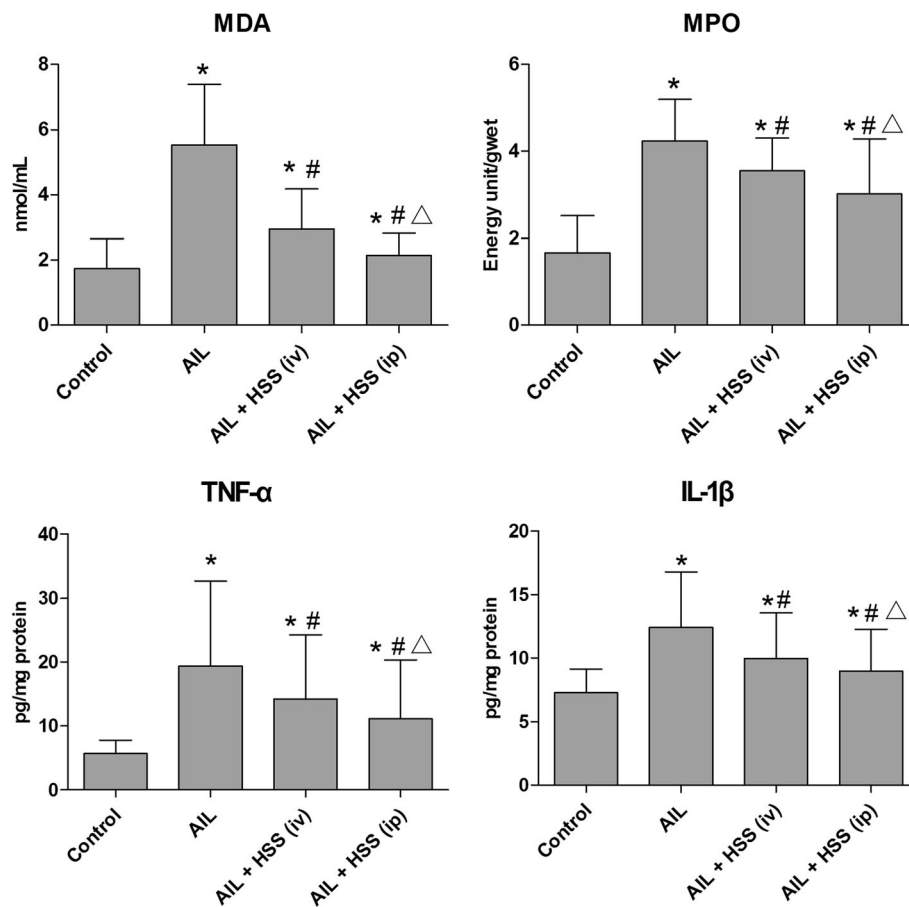 MDA
8
6
4
2
0
nmol/mL
*
* #
* # △
Control
AIL
AIL + HSS (iv)
AIL + HSS (ip)
MPO
6
4
2
0
Energy unit/gwet
*
* #
* # △
Control
AIL
AIL + HSS (iv)
AIL + HSS (ip)
TNF-α
40
30
20
10
0
pg/mg protein
*
* #
* # △
Control
AIL
AIL + HSS (iv)
AIL + HSS (ip)
IL-1β
20
15
10
5
0
pg/mg protein
*
* #
* # △
Control
AIL
AIL + HSS (iv)
AIL + HSS (ip)